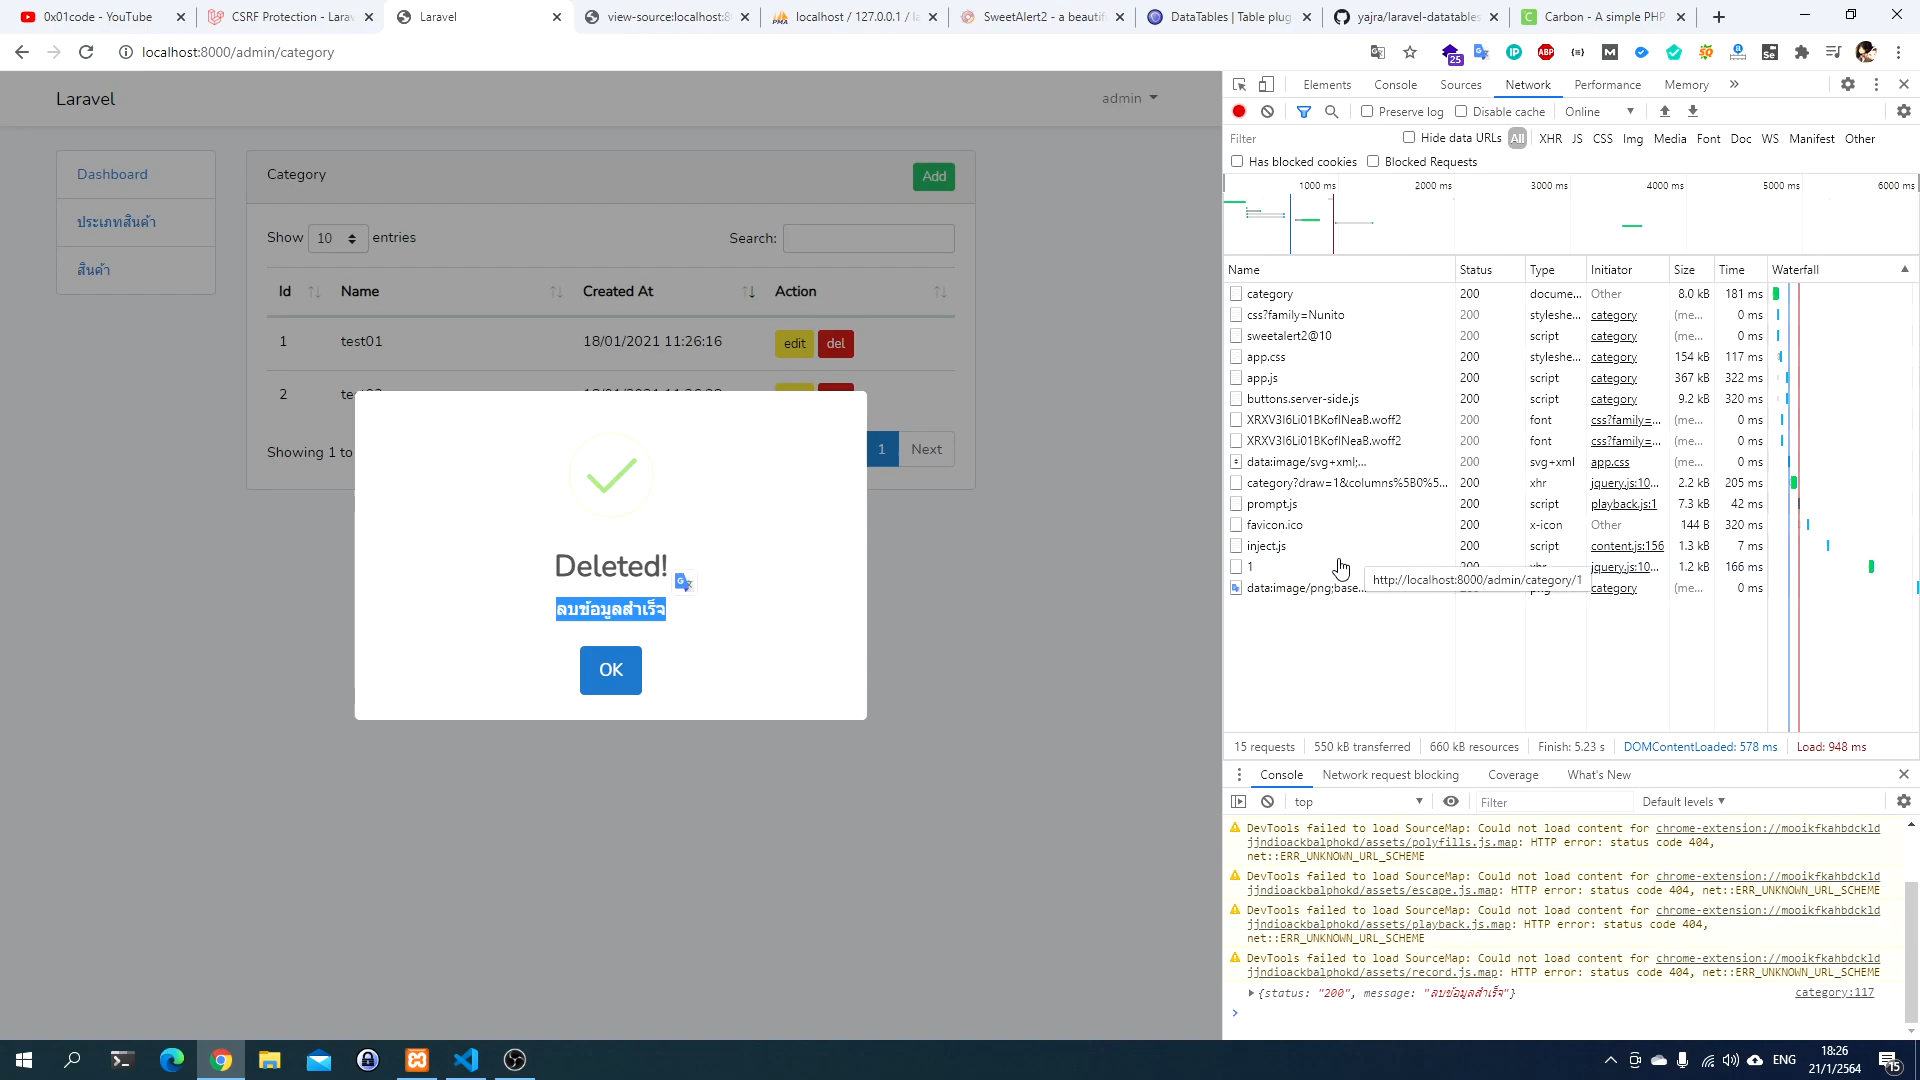 0x01code - YouTube
CSRF Protection - Larav
Laravel
view-source:localhost:8
localhost / 127.0.0.1 / la
SweetAlert2 - a beautif
DataTables | Table plug
yajra/laravel-datatables
Carbon - A simple PHP
localhost:8000/admin/category
25
Laravel
admin
Dashboard
ประเภทสินค้า
สินค้า
Category
Add
Show 10 entries
Search:
Id Name Created At Action
1 test01 18/01/2021 11:26:16 edit del
2
Showing 1 to
1 Next
Deleted!
ลบข้อมูลสำเร็จ
OK
Elements Console Sources Network Performance Memory
Preserve log Disable cache Online
Filter Hide data URLs All XHR JS CSS Img Media Font Doc WS Manifest Other
Has blocked cookies Blocked Requests
1000 ms 2000 ms 3000 ms 4000 ms 5000 ms 6000 ms
Name Status Type Initiator Size Time Waterfall
category 200 docume... Other 8.0 kB 181 ms
css?family=Nunito 200 styleshe... category (me... 0 ms
sweetalert2@10 200 script category (me... 0 ms
app.css 200 styleshe... category 154 kB 117 ms
app.js 200 script category 367 kB 322 ms
buttons.server-side.js 200 script category 9.2 kB 320 ms
XRXV3I6Li01BKofINeaB.woff2 200 font css?family=... (me... 0 ms
XRXV3I6Li01BKofINeaB.woff2 200 font css?family=... (me... 0 ms
data:image/svg+xml;... 200 svg+xml app.css (me... 0 ms
category?draw=1&columns%5B0%5... 200 xhr jquery.js:10... 2.2 kB 205 ms
prompt.js 200 script playback.js:1 7.3 kB 42 ms
favicon.ico 200 x-icon Other 144 B 320 ms
inject.js 200 script content.js:156 1.3 kB 7 ms
1 200 xhr jquery.js:10... 1.2 kB 166 ms
http://localhost:8000/admin/category/1
data:image/png;base... 200 png category (me... 0 ms
15 requests 550 kB transferred 660 kB resources Finish: 5.23 s DOMContentLoaded: 578 ms Load: 948 ms
Console Network request blocking Coverage What's New
top Filter Default levels
DevTools failed to load SourceMap: Could not load content for chrome-extension://mooikfkahbdckld
jjndioackbalphokd/assets/polyfills.js.map: HTTP error: status code 404,
net::ERR_UNKNOWN_URL_SCHEME
DevTools failed to load SourceMap: Could not load content for chrome-extension://mooikfkahbdckld
jjndioackbalphokd/assets/escape.js.map: HTTP error: status code 404, net::ERR_UNKNOWN_URL_SCHEME
DevTools failed to load SourceMap: Could not load content for chrome-extension://mooikfkahbdckld
jjndioackbalphokd/assets/playback.js.map: HTTP error: status code 404,
net::ERR_UNKNOWN_URL_SCHEME
DevTools failed to load SourceMap: Could not load content for chrome-extension://mooikfkahbdckld
jjndioackbalphokd/assets/record.js.map: HTTP error: status code 404, net::ERR_UNKNOWN_URL_SCHEME
{status: "200", message: "ลบข้อมูลสำเร็จ"} category:117
ENG
18:26
21/1/2564
15